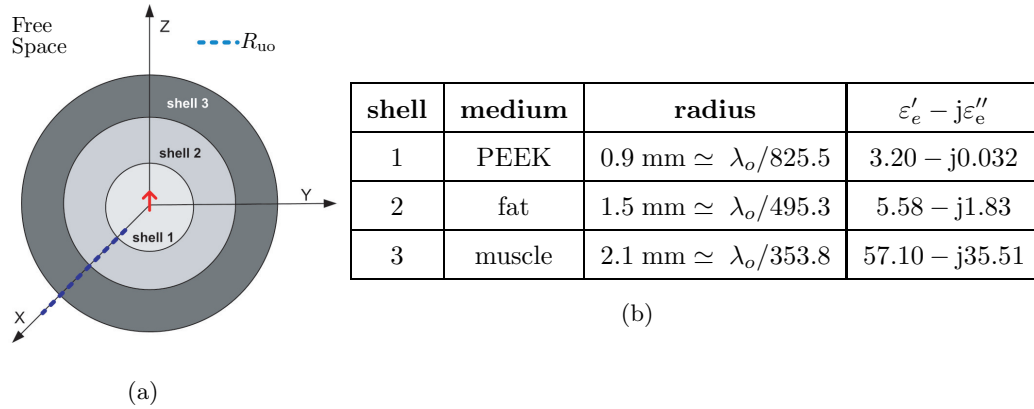 Free
Space
Z
R_uo
shell 3
shell 2
Y
shell 1
X
(a)
shell medium radius ε′_e − jε″_e
1 PEEK 0.9 mm ≃ λ_o/825.5 3.20 − j0.032
2 fat 1.5 mm ≃ λ_o/495.3 5.58 − j1.83
3 muscle 2.1 mm ≃ λ_o/353.8 57.10 − j35.51
(b)